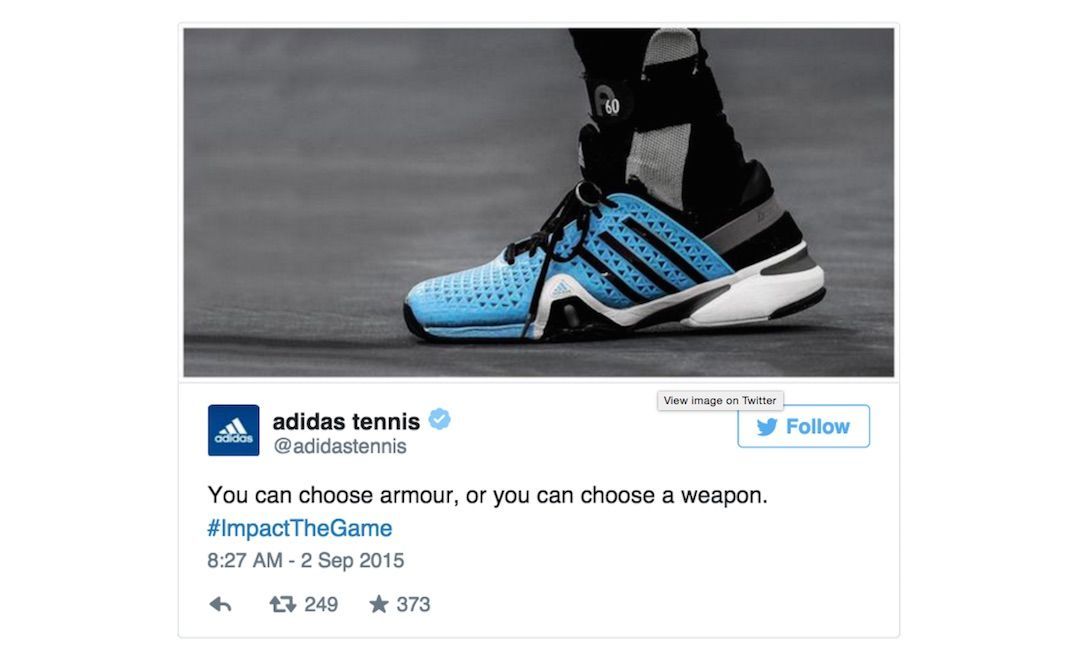 60
View image on Twitter
adidas
adidas tennis
@adidastennis
Follow
You can choose armour, or you can choose a weapon.
#ImpactTheGame
8:27 AM - 2 Sep 2015
249 373